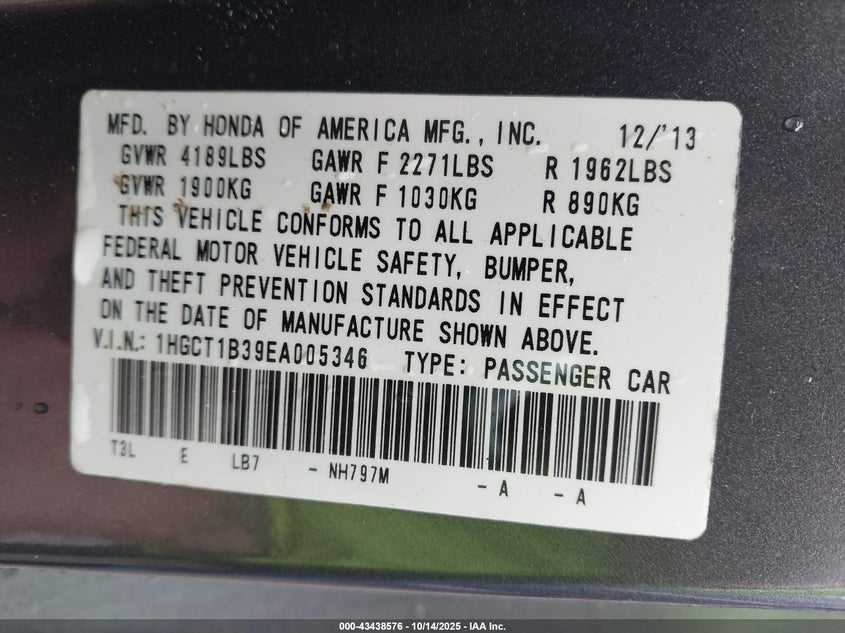 MFD. BY HONDA OF AMERICA MFG., INC. 12/'13
GVWR 4189LBS GAWR F 2271LBS R 1962LBS
GVWR 1900KG GAWR F 1030KG R 890KG
THIS VEHICLE CONFORMS TO ALL APPLICABLE
FEDERAL MOTOR VEHICLE SAFETY, BUMPER,
AND THEFT PREVENTION STANDARDS IN EFFECT
ON THE DATE OF MANUFACTURE SHOWN ABOVE.
V.I.N.: 1HGCT1B39EA005346 TYPE: PASSENGER CAR
T3L E LB7 - NH797M - A - A
000-43438576 - 10/14/2025 - IAA Inc.